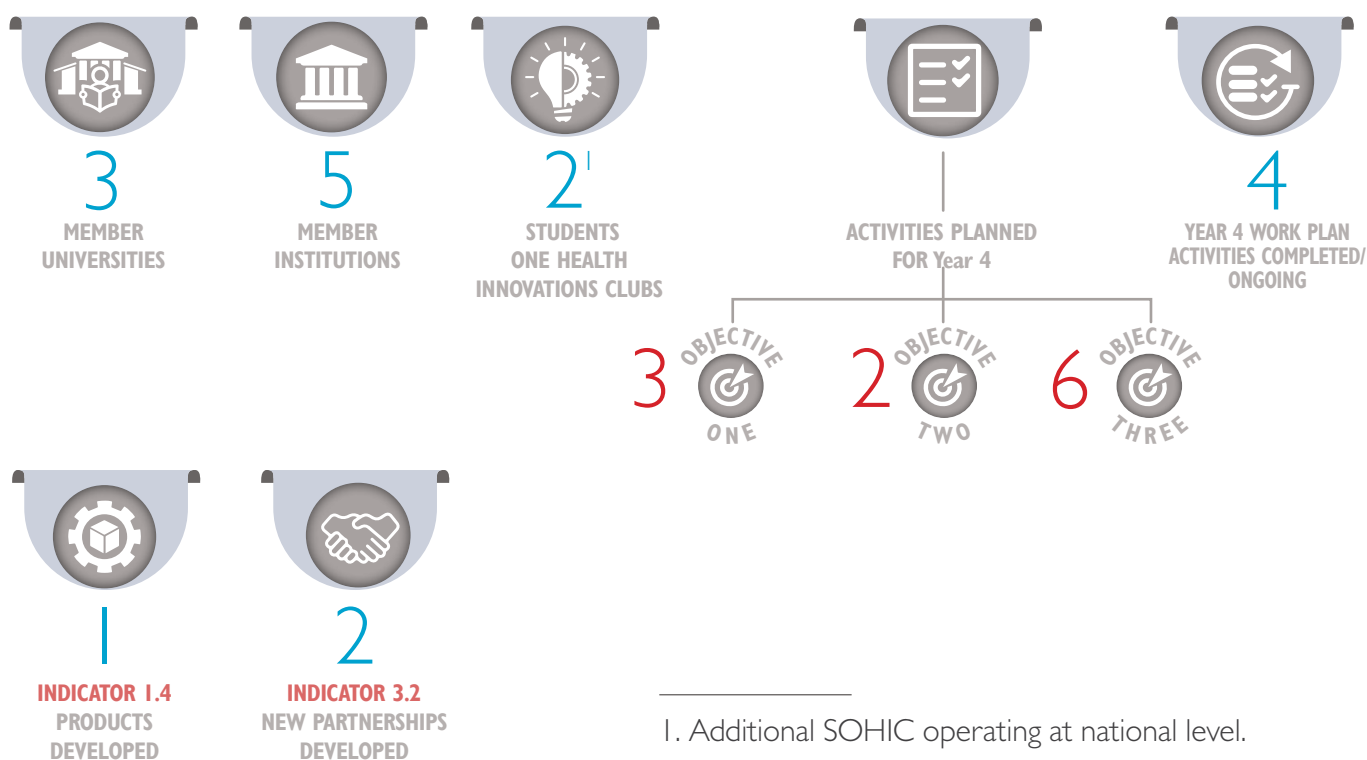 3
MEMBER
UNIVERSITIES
5
MEMBER
INSTITUTIONS
2¹
STUDENTS
ONE HEALTH
INNOVATIONS CLUBS
ACTIVITIES PLANNED
FOR Year 4
3
OBJECTIVE
ONE
2
OBJECTIVE
TWO
6
OBJECTIVE
THREE
4
YEAR 4 WORK PLAN
ACTIVITIES COMPLETED/
ONGOING
1
INDICATOR 1.4
PRODUCTS
DEVELOPED
2
INDICATOR 3.2
NEW PARTNERSHIPS
DEVELOPED
1. Additional SOHIC operating at national level.